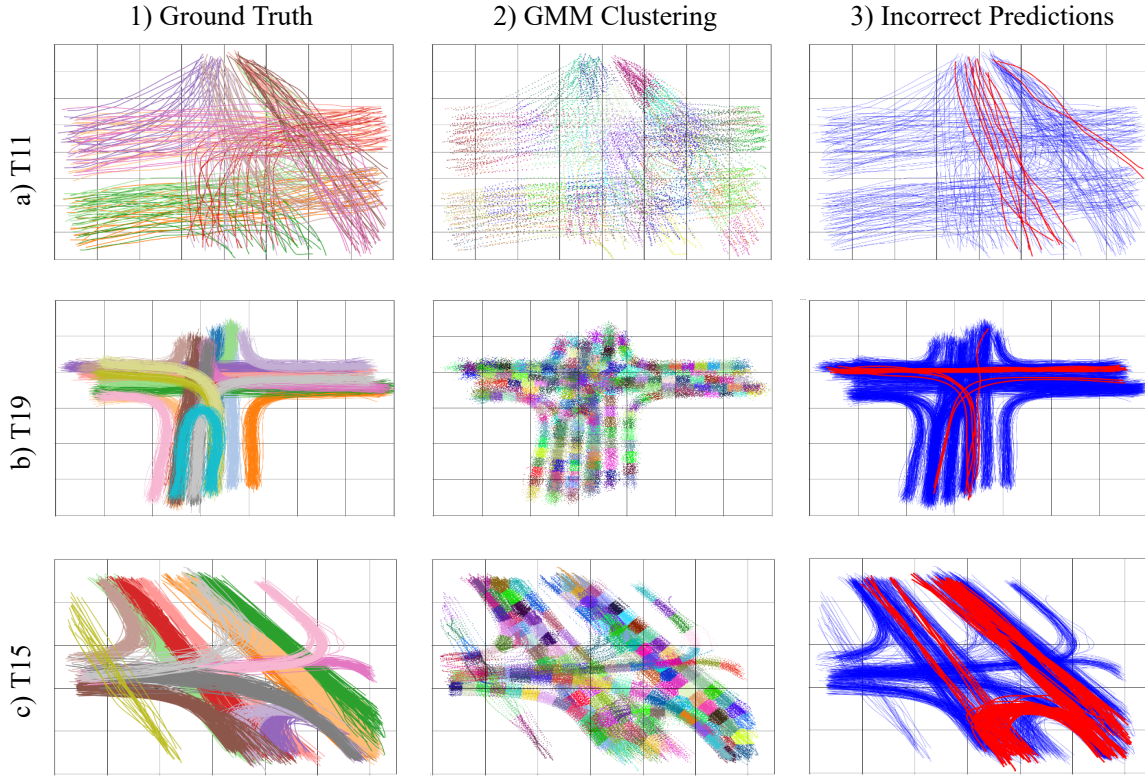 1) Ground Truth
2) GMM Clustering
3) Incorrect Predictions
a) T11
b) T19
c) T15